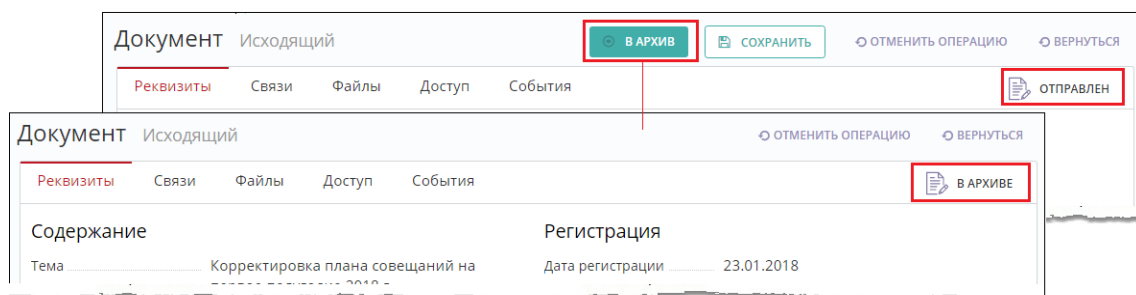 Документ Исходящий В АРХИВ СОХРАНИТЬ ОТМЕНИТЬ ОПЕРАЦИЮ ВЕРНУТЬСЯ
Реквизиты Связи Файлы Доступ События ОТПРАВЛЕН
Документ Исходящий ОТМЕНИТЬ ОПЕРАЦИЮ ВЕРНУТЬСЯ
Реквизиты Связи Файлы Доступ События В АРХИВЕ
Содержание Регистрация
Тема Корректировка плана совещаний на Дата регистрации 23.01.2018